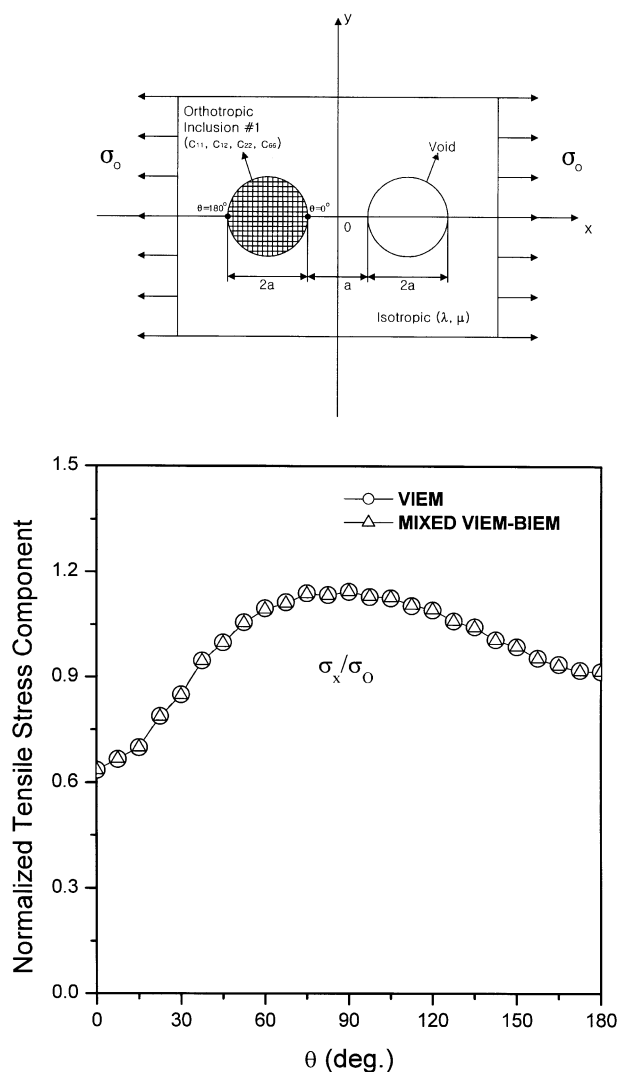 y
Orthotropic
Inclusion #1
(C₁₁, C₁₂, C₂₂, C₆₆)
Void
σₒ
σₒ
θ=180°
θ=0°
0
x
2a
a
2a
Isotropic (λ, μ)
Normalized Tensile Stress Component
1.5
1.2
0.9
0.6
0.3
0.0
VIEM
MIXED VIEM-BIEM
σₓ/σ_O
0
30
60
90
120
150
180
θ (deg.)